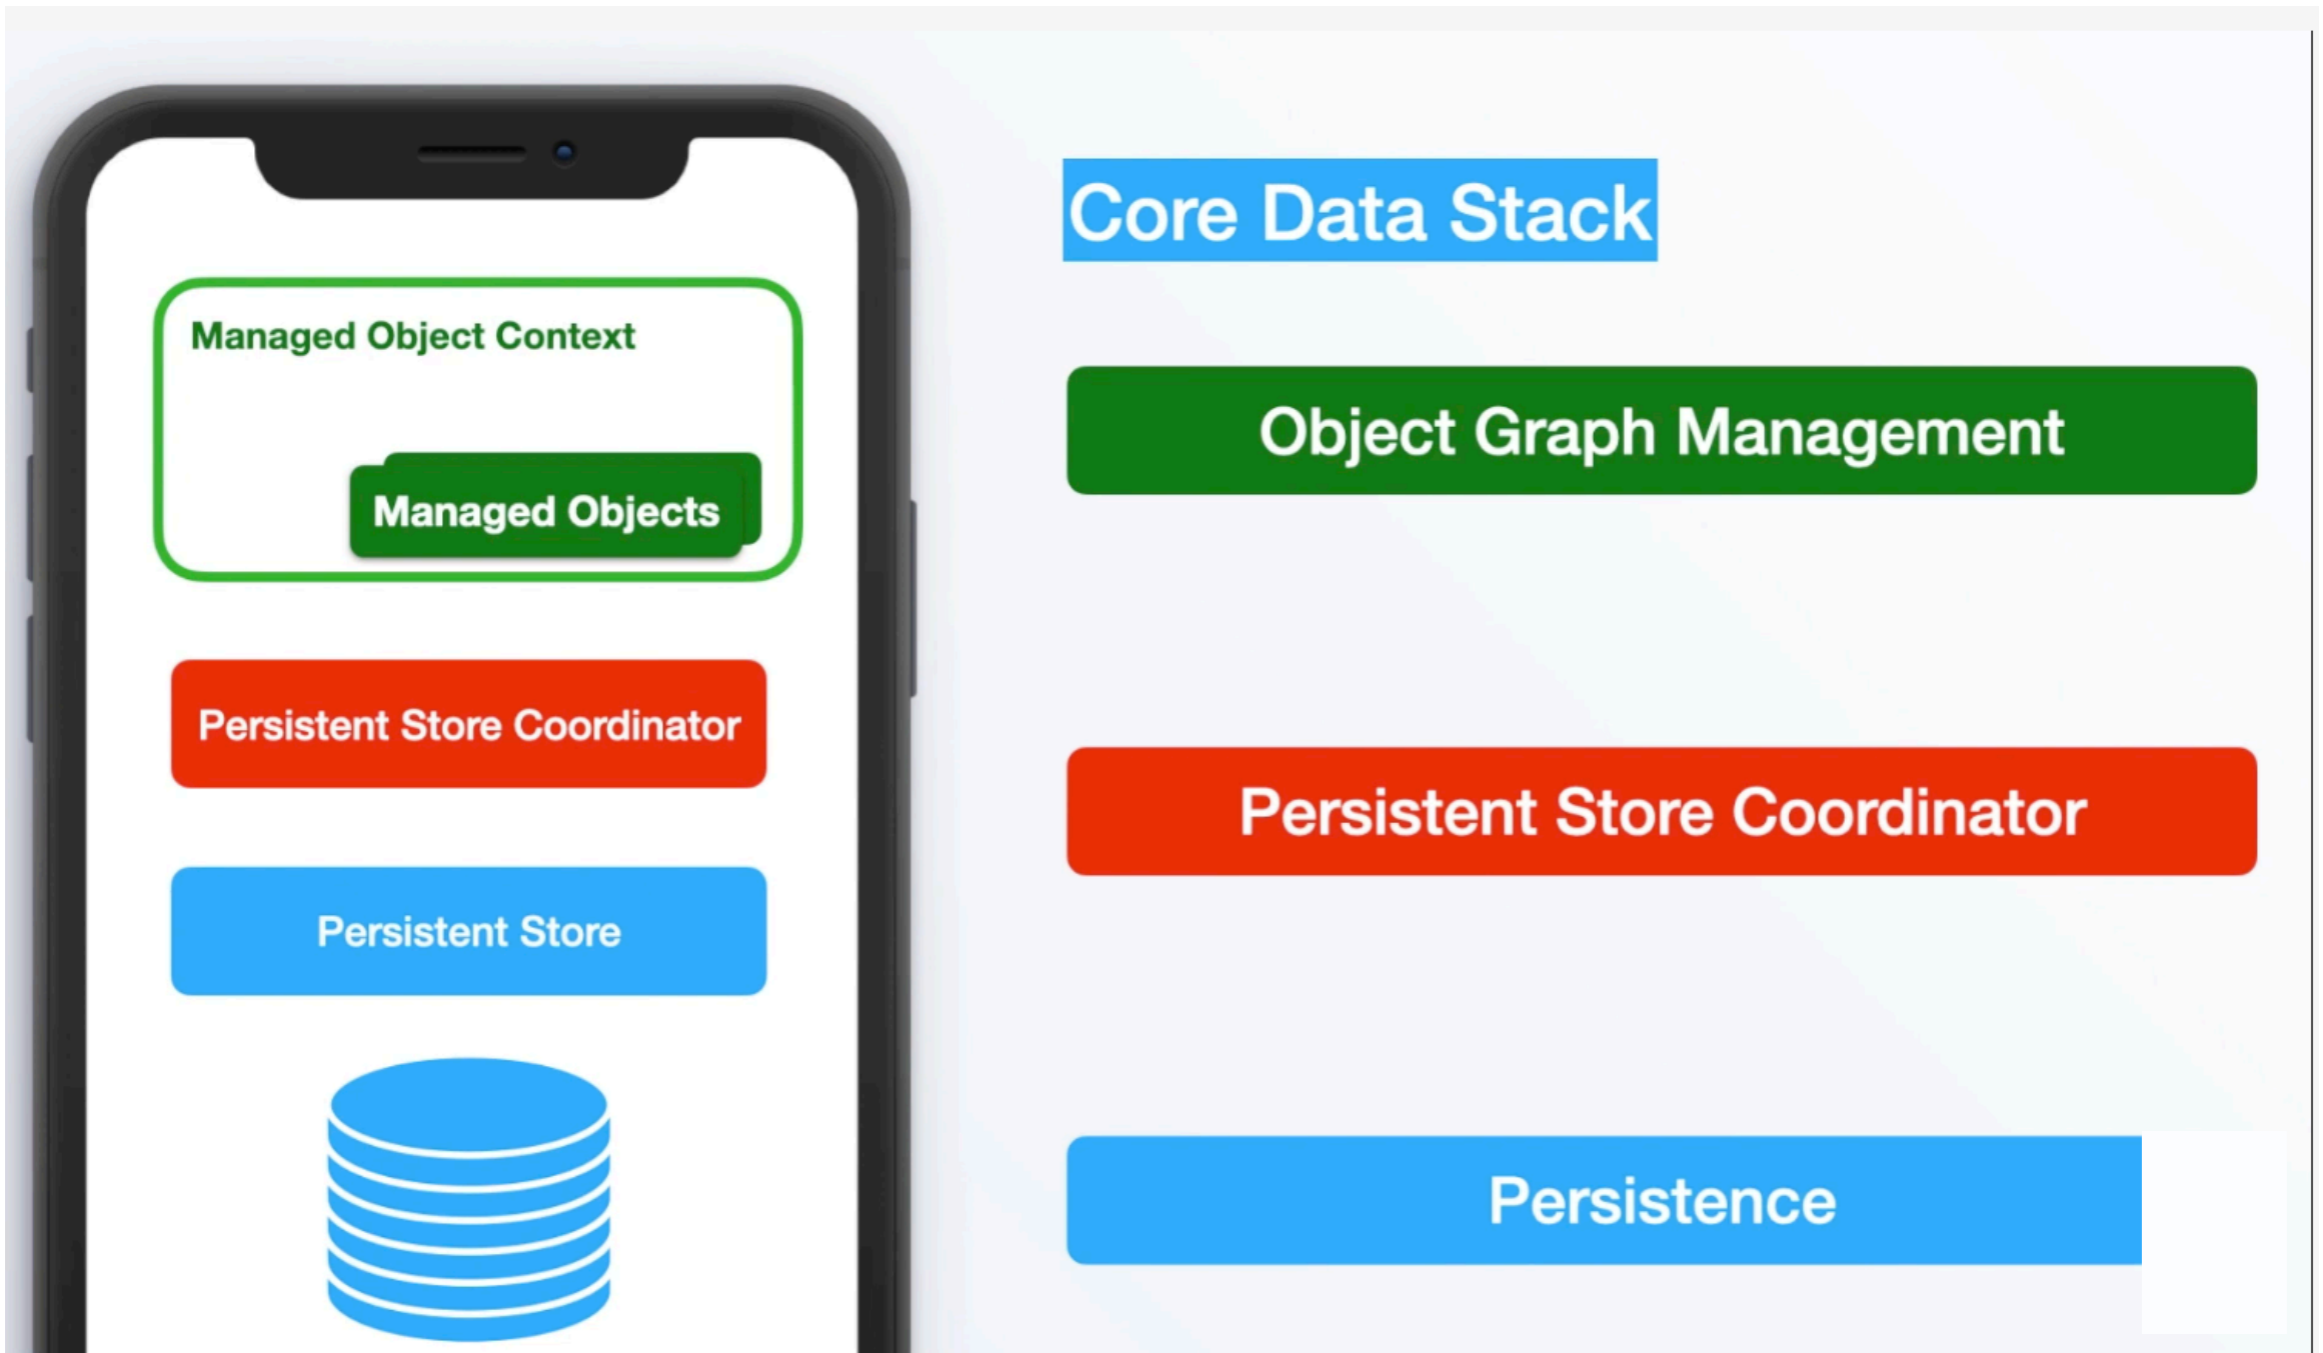 Managed Object Context
Managed Objects
Persistent Store Coordinator
Persistent Store
Core Data Stack
Object Graph Management
Persistent Store Coordinator
Persistence